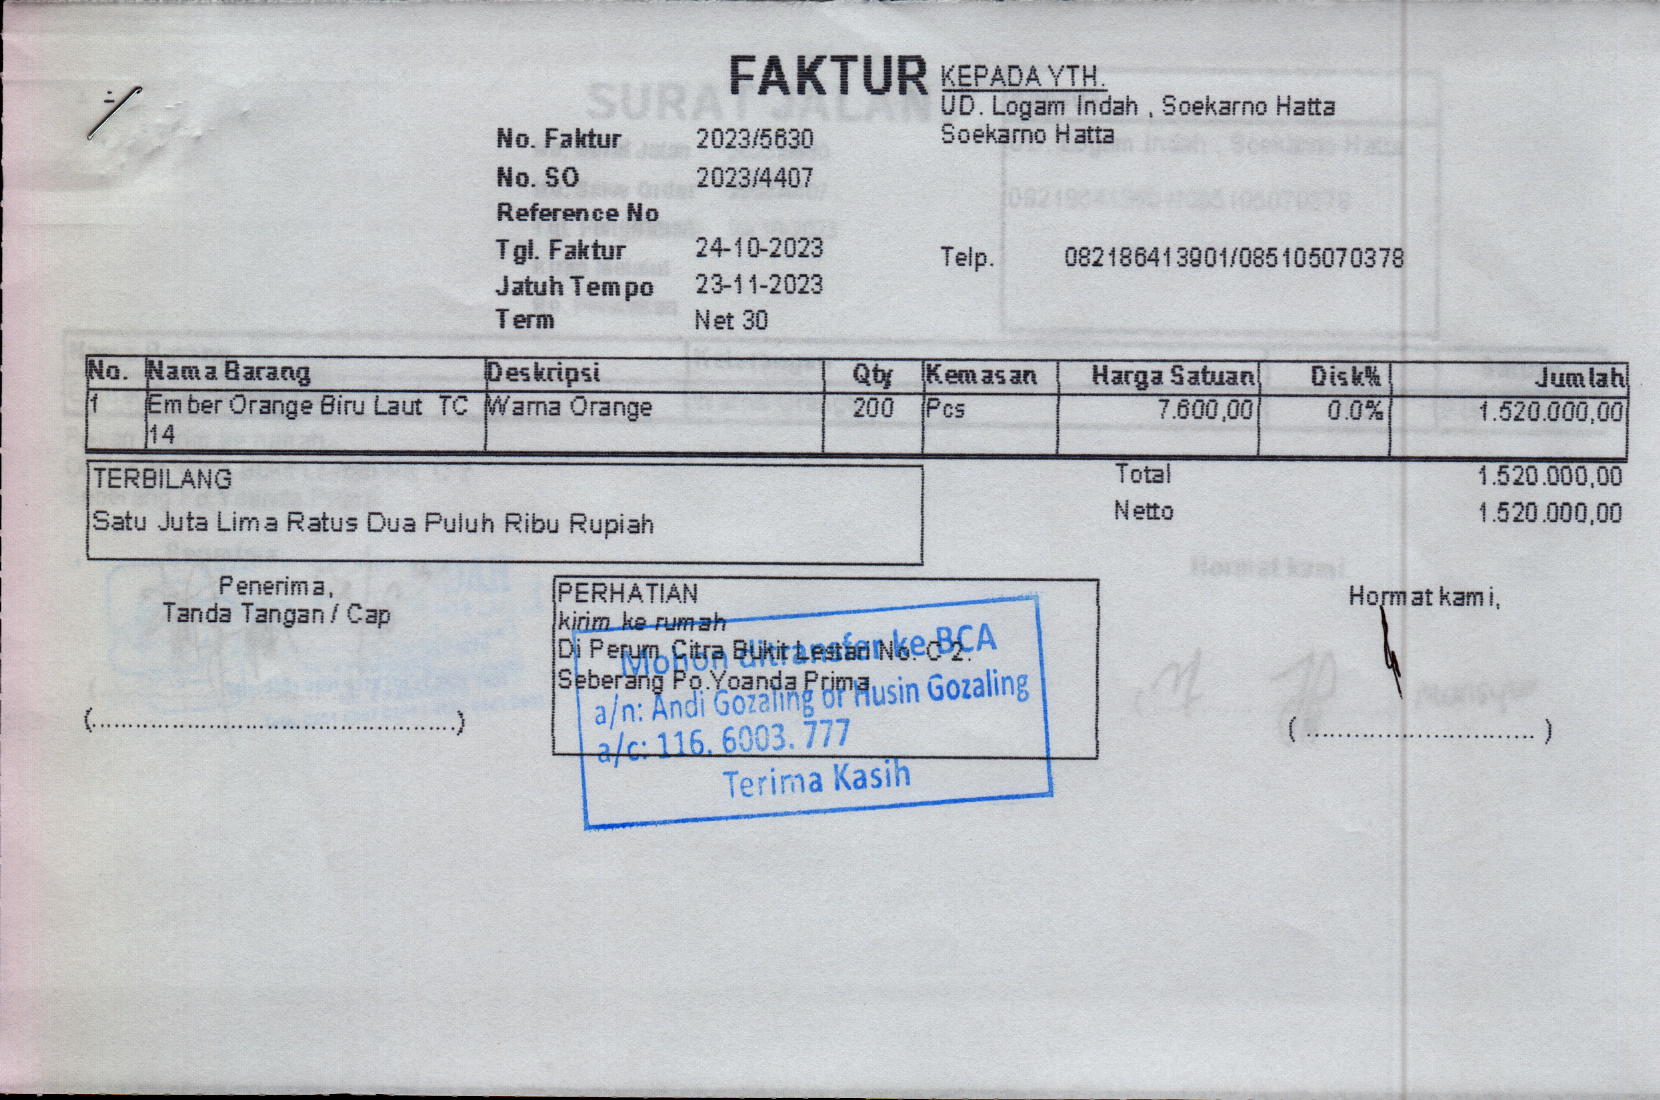 FAKTUR
KEPADA YTH.
UD. Logam Indah , Soekarno Hatta
Soekarno Hatta
No. Faktur 2023/5630
No. SO 2023/4407
Reference No
Tgl. Faktur 24-10-2023
Telp. 082186413901/085105070378
Jatuh Tempo 23-11-2023
Term Net 30
No. Nama Barang Deskripsi Qty Kemasan Harga Satuan Disk% Jumlah
1 Ember Orange Biru Laut TC Warna Orange 200 Pcs 7.600,00 0.0% 1.520.000,00
14
TERBILANG
Satu Juta Lima Ratus Dua Puluh Ribu Rupiah
Total 1.520.000,00
Netto 1.520.000,00
Penerima,
Tanda Tangan / Cap
(...............................................)
PERHATIAN
kirim ke rumah
Di Perum Citra Bukit Lestari No. C 2.
Seberang Po.Yoanda Prima
Mohon ditransfer ke BCA
a/n: Andi Gozaling or Husin Gozaling
a/c: 116. 6003. 777
Terima Kasih
Hormat kami,
( ............................. )
SURAT JALAN